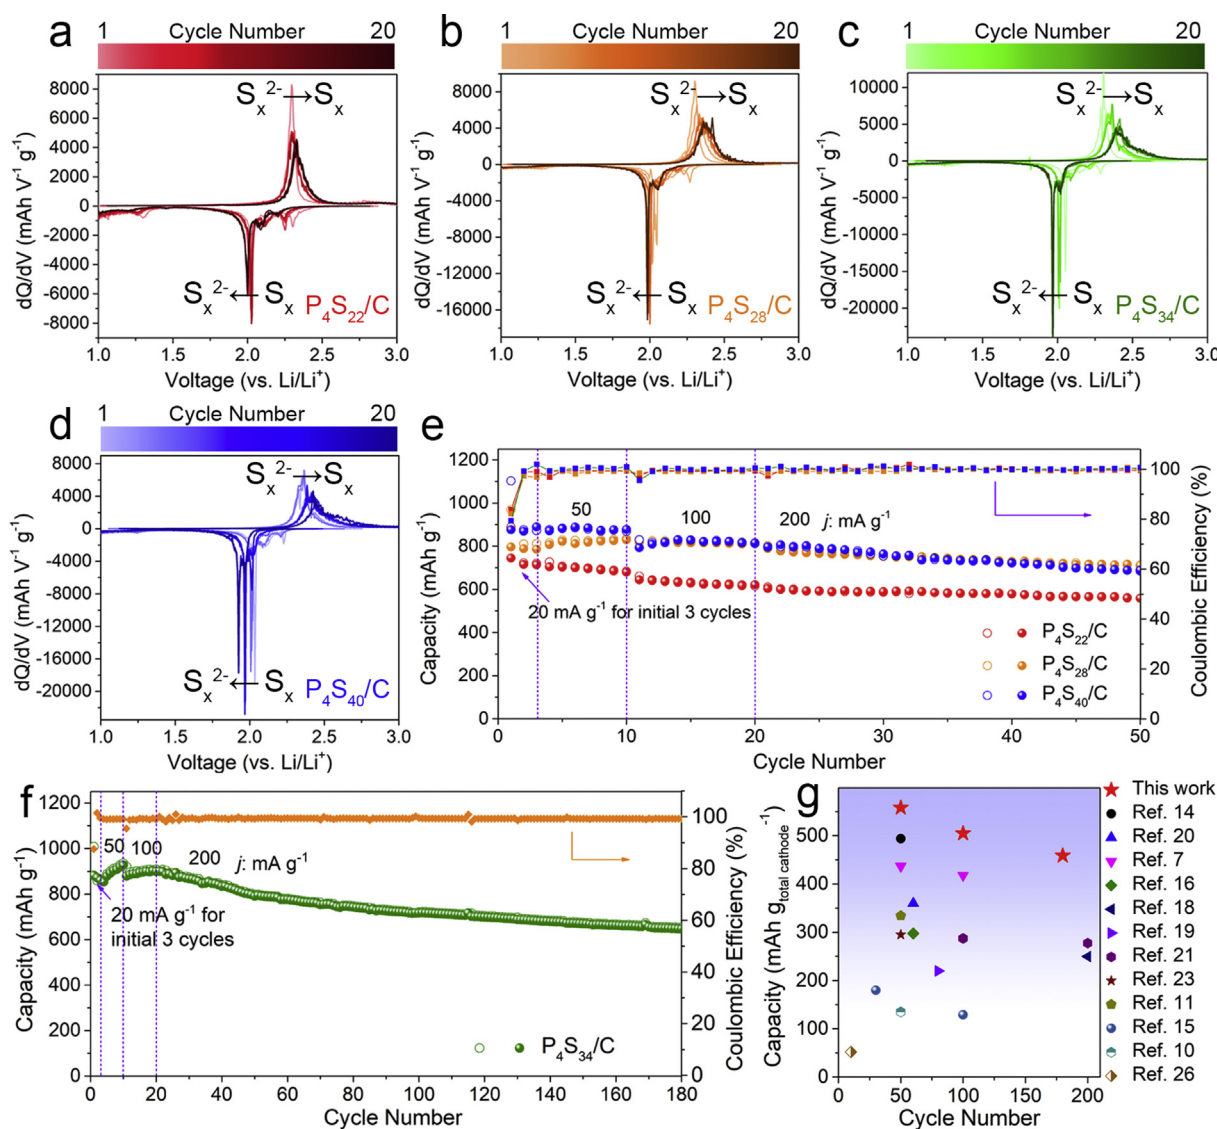 a
1 Cycle Number 20
8000
6000
4000
2000
0
-2000
-4000
-6000
-8000
dQ/dV (mAh V⁻¹ g⁻¹)
Sₓ²⁻ → Sₓ
Sₓ²⁻ ← Sₓ
P₄S₂₂/C
1.0 1.5 2.0 2.5 3.0
Voltage (vs. Li/Li⁺)
b
1 Cycle Number 20
8000
4000
0
-4000
-8000
-12000
-16000
dQ/dV (mAh V⁻¹ g⁻¹)
Sₓ²⁻ → Sₓ
Sₓ²⁻ ← Sₓ
P₄S₂₈/C
1.0 1.5 2.0 2.5 3.0
Voltage (vs. Li/Li⁺)
c
1 Cycle Number 20
10000
5000
0
-5000
-10000
-15000
-20000
dQ/dV (mAh V⁻¹ g⁻¹)
Sₓ²⁻ → Sₓ
Sₓ²⁻ ← Sₓ
P₄S₃₄/C
1.0 1.5 2.0 2.5 3.0
Voltage (vs. Li/Li⁺)
d
1 Cycle Number 20
8000
4000
0
-4000
-8000
-12000
-16000
-20000
dQ/dV (mAh V⁻¹ g⁻¹)
Sₓ²⁻ → Sₓ
Sₓ²⁻ ← Sₓ
P₄S₄₀/C
1.0 1.5 2.0 2.5 3.0
Voltage (vs. Li/Li⁺)
e
1200
1000
800
600
400
200
0
Capacity (mAh g⁻¹)
50
100
200 j: mA g⁻¹
20 mA g⁻¹ for initial 3 cycles
P₄S₂₂/C
P₄S₂₈/C
P₄S₄₀/C
100
80
60
40
20
0
Coulombic Efficiency (%)
0 10 20 30 40 50
Cycle Number
f
1200
1000
800
600
400
200
0
Capacity (mAh g⁻¹)
50
100
200 j: mA g⁻¹
20 mA g⁻¹ for
initial 3 cycles
P₄S₃₄/C
100
80
60
40
20
0
Coulombic Efficiency (%)
0 20 40 60 80 100 120 140 160 180
Cycle Number
g
500
450
400
350
300
250
200
150
100
50
0
Capacity (mAh g_total cathode⁻¹)
0 50 100 150 200
Cycle Number
This work
Ref. 14
Ref. 20
Ref. 7
Ref. 16
Ref. 18
Ref. 19
Ref. 21
Ref. 23
Ref. 11
Ref. 15
Ref. 10
Ref. 26